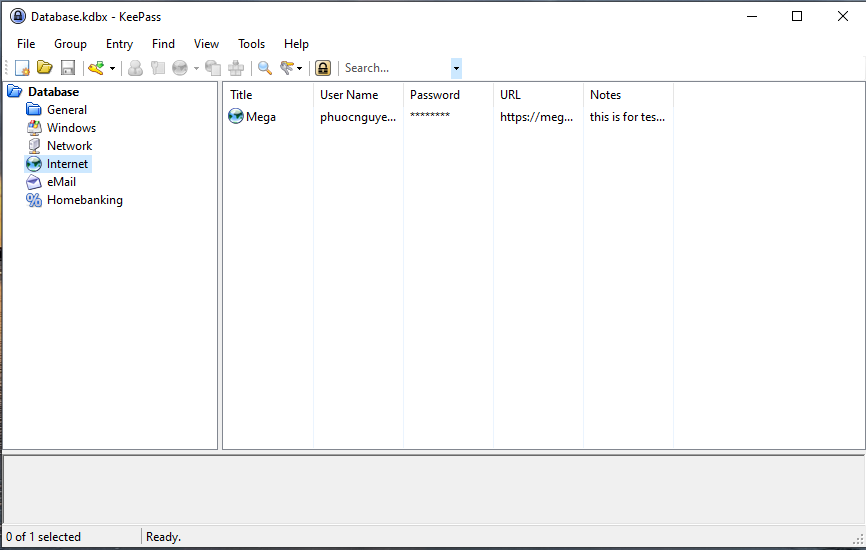 Database.kdbx - KeePass
File Group Entry Find View Tools Help
Search...
Database
General
Windows
Network
Internet
eMail
Homebanking
Title User Name Password URL Notes
Mega phuocnguye... ******** https://meg... this is for tes...
0 of 1 selected Ready.